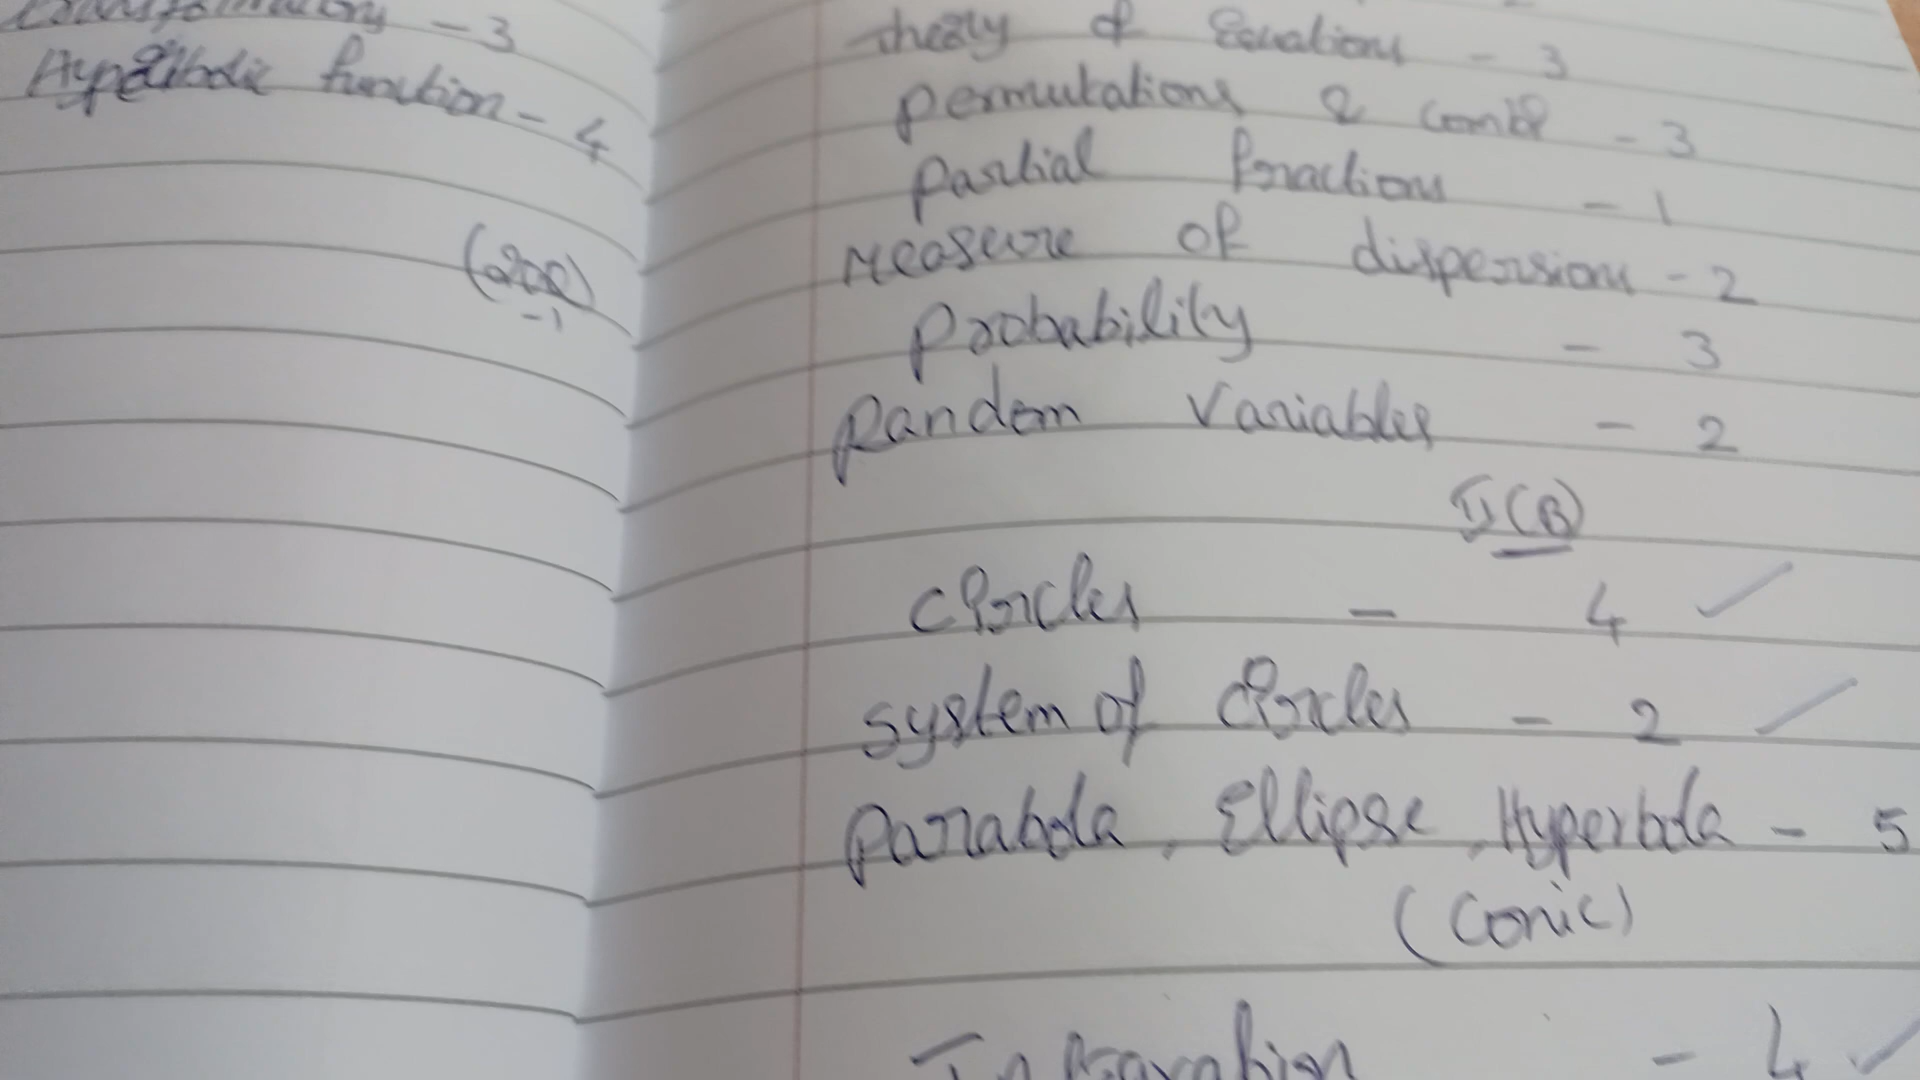 - 3
Hyperbolic function - 4
- 1
theory of Equations - 3
permutations & comb - 3
partial fractions - 1
Measure of dispersions - 2
probability - 3
Random Variables - 2
II(B)
circles - 4 ✓
system of circles - 2 ✓
parabola, Ellipse, Hyperbola - 5
(Conic)
Integration - 4 ✓